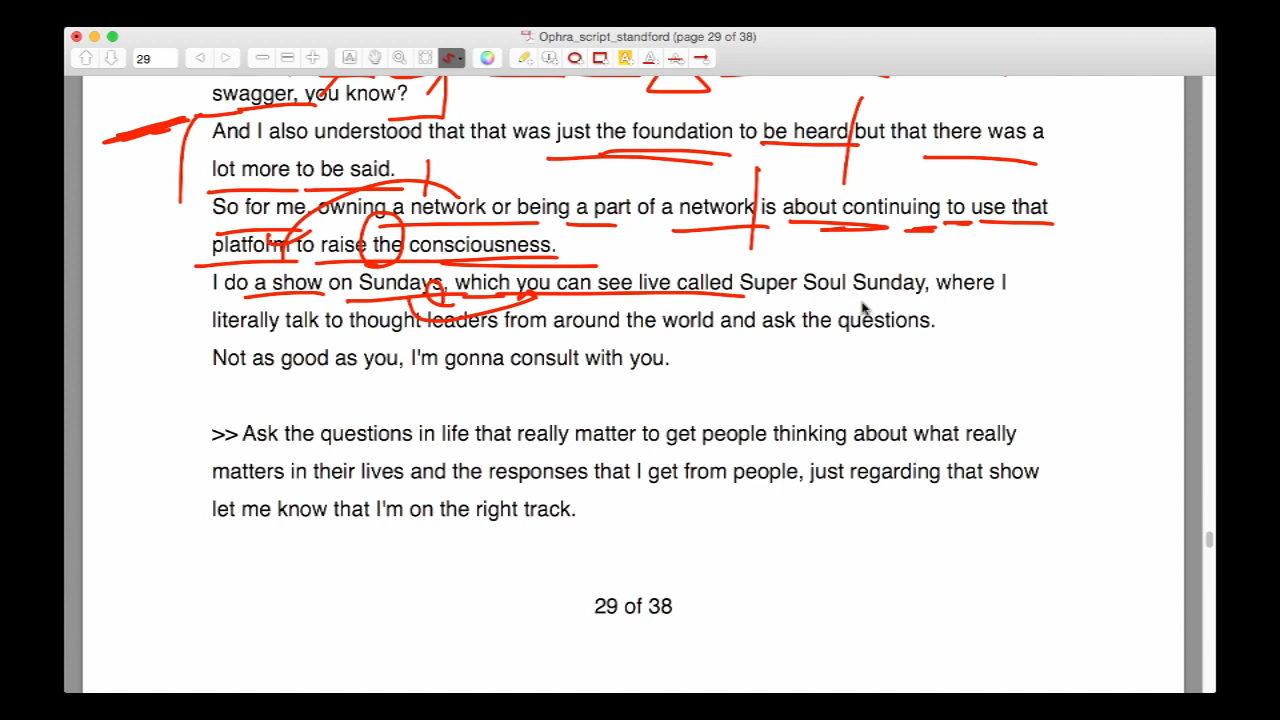 Ophra_script_standford (page 29 of 38)
29
swagger, you know?
And I also understood that that was just the foundation to be heard but that there was a
lot more to be said.
So for me, owning a network or being a part of a network is about continuing to use that
platform to raise the consciousness.
I do a show on Sundays, which you can see live called Super Soul Sunday, where I
literally talk to thought leaders from around the world and ask the questions.
Not as good as you, I'm gonna consult with you.
>> Ask the questions in life that really matter to get people thinking about what really
matters in their lives and the responses that I get from people, just regarding that show
let me know that I'm on the right track.
29 of 38